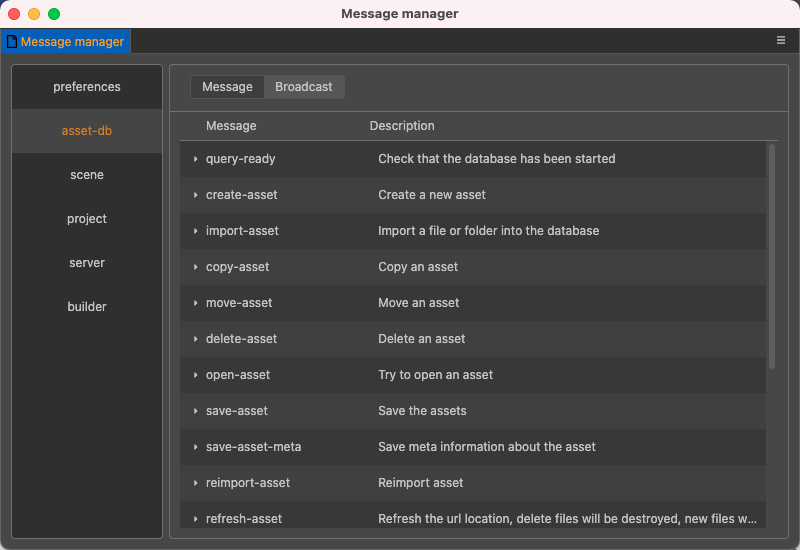 Message manager
Message manager
preferences
asset-db
scene
project
server
builder
Message Broadcast
Message Description
query-ready Check that the database has been started
create-asset Create a new asset
import-asset Import a file or folder into the database
copy-asset Copy an asset
move-asset Move an asset
delete-asset Delete an asset
open-asset Try to open an asset
save-asset Save the assets
save-asset-meta Save meta information about the asset
reimport-asset Reimport asset
refresh-asset Refresh the url location, delete files will be destroyed, new files w...